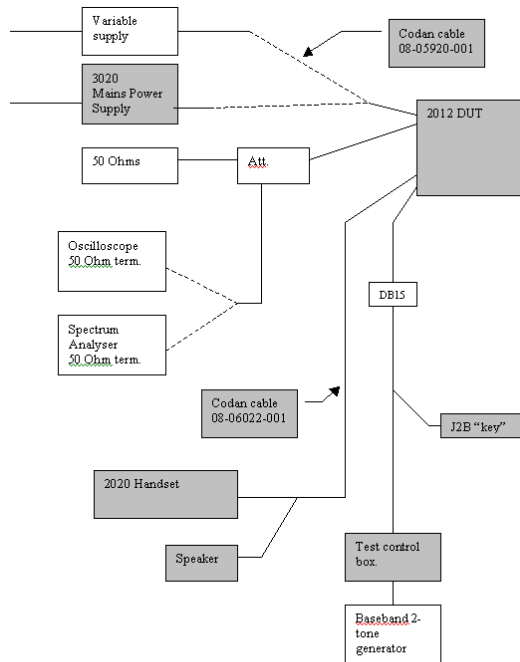 Variable
supply
Codan cable
08-05920-001
3020
Mains Power
Supply
2012 DUT
50 Ohms
Att.
Oscilloscope
50 Ohm term.
DB15
Spectrum
Analyser
50 Ohm term.
Codan cable
08-06022-001
J2B “key”
2020 Handset
Speaker
Test control
box.
Baseband 2-
tone
generator